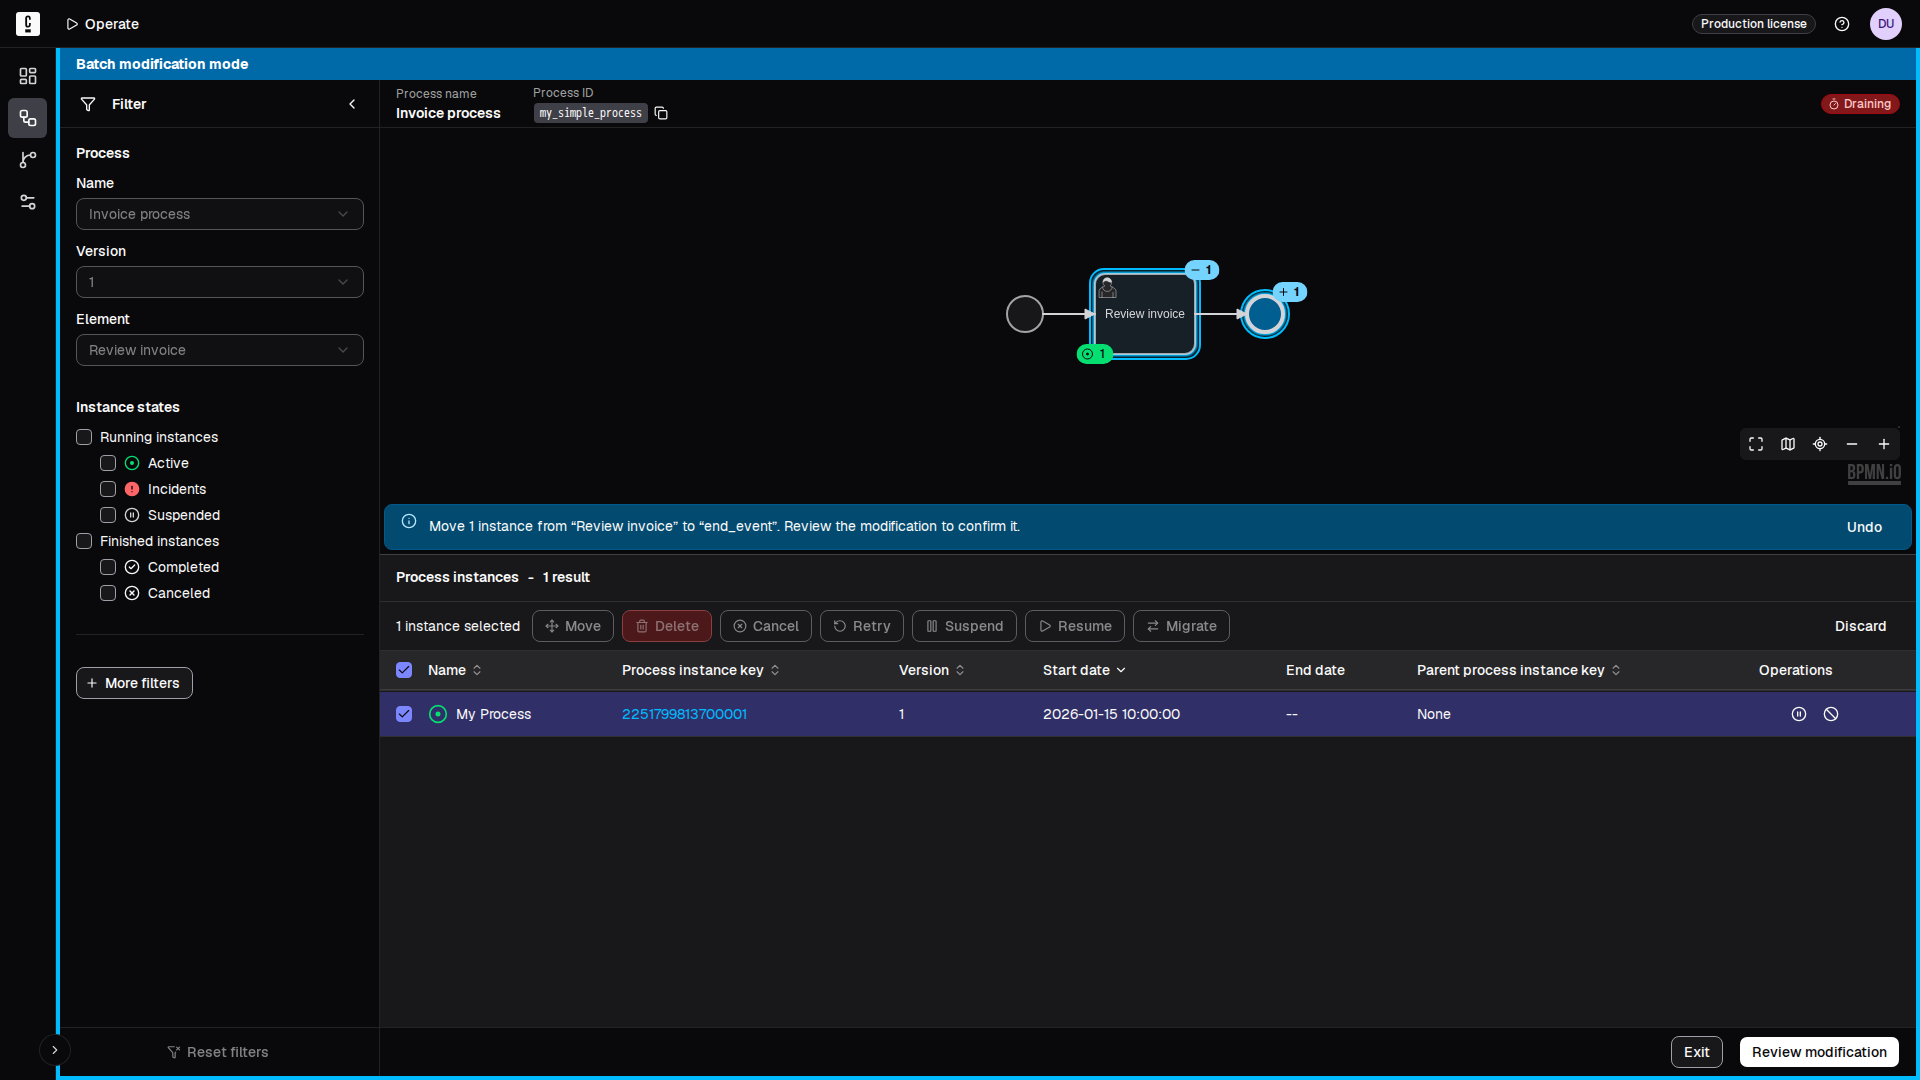 Operate
Production license
DU
Batch modification mode
Filter
Process name
Invoice process
Process ID
my_simple_process
Draining
Process
Name
Invoice process
Version
1
Element
Review invoice
Instance states
Running instances
Active
Incidents
Suspended
Finished instances
Completed
Canceled
More filters
Reset filters
− 1
+ 1
Review invoice
1
BPMN.iO
Move 1 instance from “Review invoice” to “end_event”. Review the modification to confirm it.
Undo
Process instances - 1 result
1 instance selected
Move
Delete
Cancel
Retry
Suspend
Resume
Migrate
Discard
Name
Process instance key
Version
Start date
End date
Parent process instance key
Operations
My Process
2251799813700001
1
2026-01-15 10:00:00
--
None
Exit
Review modification